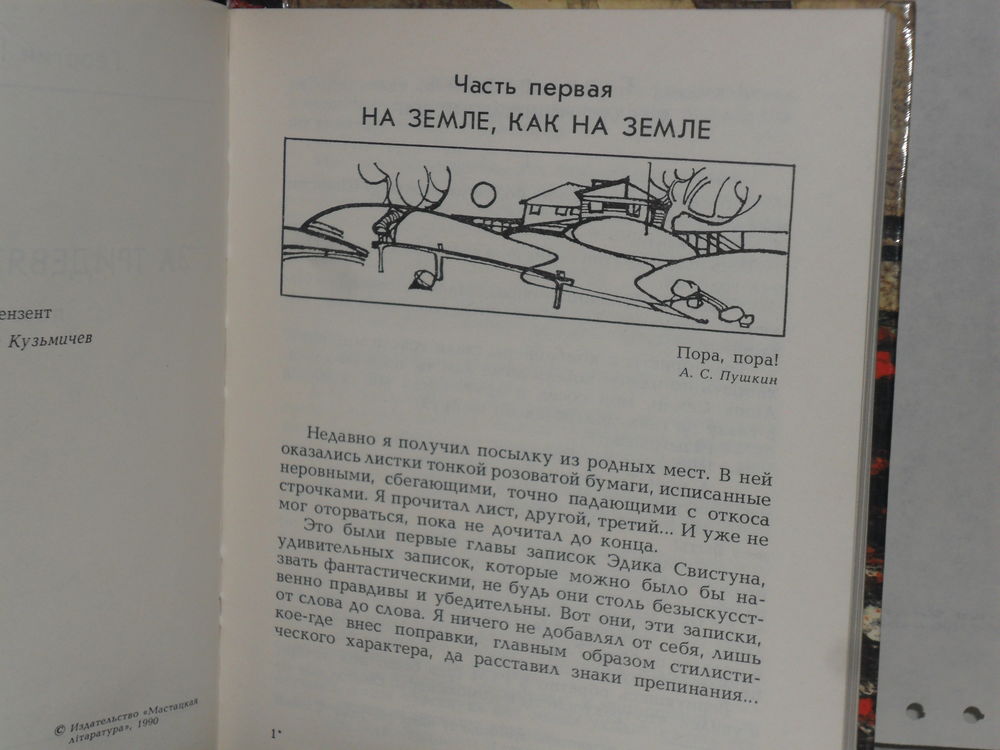 ензент
Кузьмичев
© Издательство «Мастацкая
літаратура», 1990
Часть первая
НА ЗЕМЛЕ, КАК НА ЗЕМЛЕ
Пора, пора!
А. С. Пушкин
Недавно я получил посылку из родных мест. В ней
оказались листки тонкой розоватой бумаги, исписанные
неровными, сбегающими, точно падающими с откоса
строчками. Я прочитал лист, другой, третий... И уже не
мог оторваться, пока не дочитал до конца.
Это были первые главы записок Эдика Свистуна,
удивительных записок, которые можно было бы на-
звать фантастическими, не будь они столь безыскусст-
венно правдивы и убедительны. Вот они, эти записки,
от слова до слова. Я ничего не добавлял от себя, лишь
кое-где внес поправки, главным образом стилисти-
ческого характера, да расставил знаки препинания...
1*